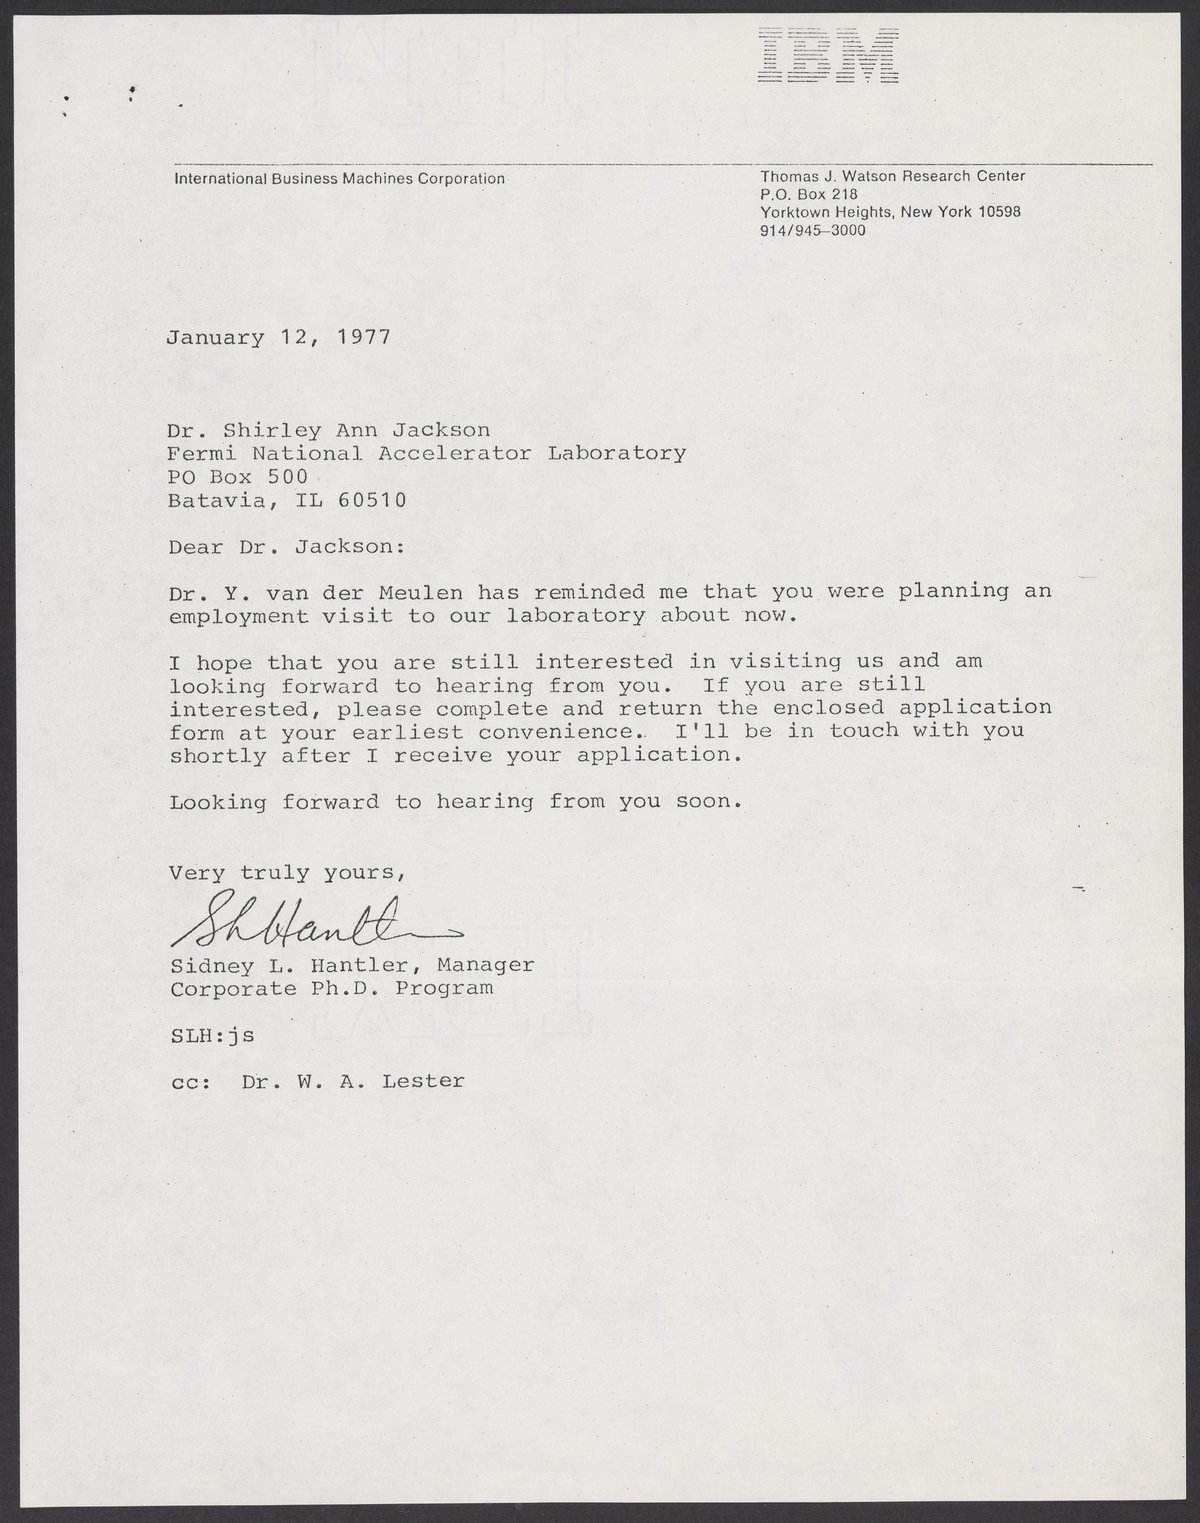 IBM
International Business Machines Corporation
Thomas J. Watson Research Center
P.O. Box 218
Yorktown Heights, New York 10598
914/945-3000
January 12, 1977
Dr. Shirley Ann Jackson
Fermi National Accelerator Laboratory
PO Box 500
Batavia, IL 60510
Dear Dr. Jackson:
Dr. Y. van der Meulen has reminded me that you were planning an
employment visit to our laboratory about now.
I hope that you are still interested in visiting us and am
looking forward to hearing from you.  If you are still
interested, please complete and return the enclosed application
form at your earliest convenience.  I'll be in touch with you
shortly after I receive your application.
Looking forward to hearing from you soon.
Very truly yours,
SLHantler
Sidney L. Hantler, Manager
Corporate Ph.D. Program
SLH:js
cc:  Dr. W. A. Lester